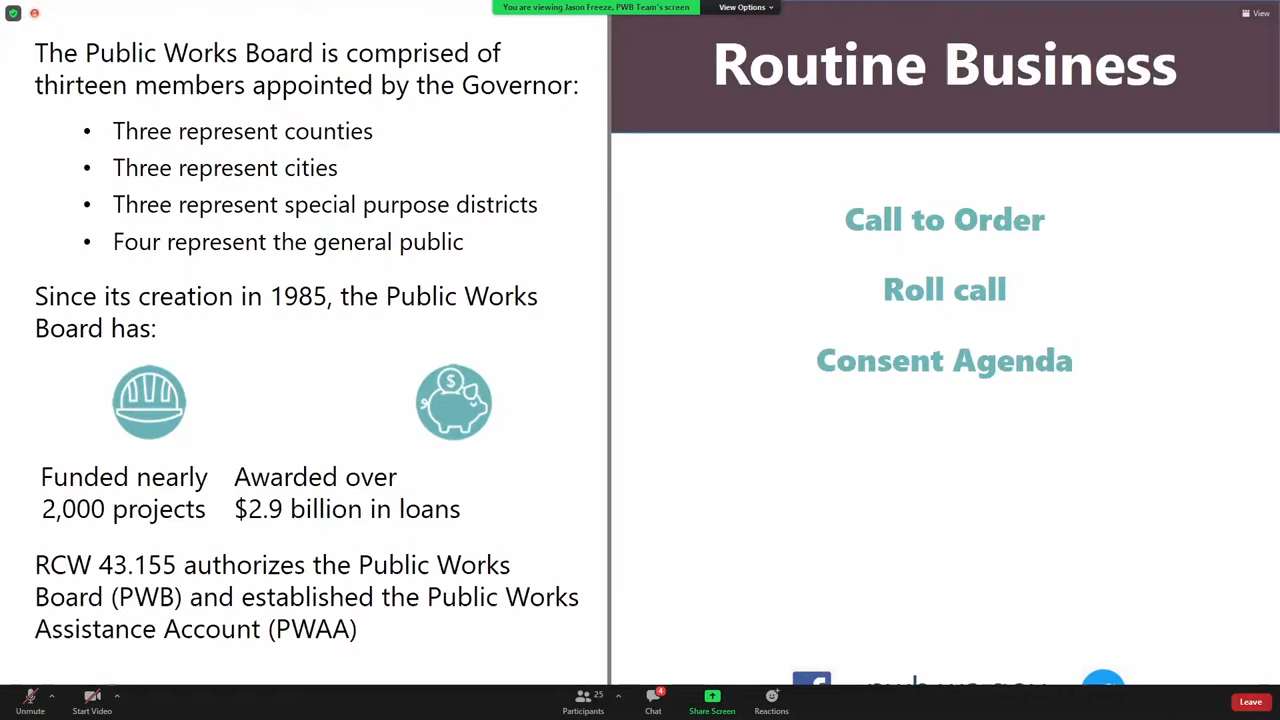 You are viewing Jason Freeze, PWB Team's screen
View Options
View
The Public Works Board is comprised of
thirteen members appointed by the Governor:
• Three represent counties
• Three represent cities
• Three represent special purpose districts
• Four represent the general public
Since its creation in 1985, the Public Works
Board has:
$
Funded nearly
2,000 projects
Awarded over
$2.9 billion in loans
RCW 43.155 authorizes the Public Works
Board (PWB) and established the Public Works
Assistance Account (PWAA)
Routine Business
Call to Order
Roll call
Consent Agenda
Unmute
Start Video
25
Participants
4
Chat
Share Screen
Reactions
Leave